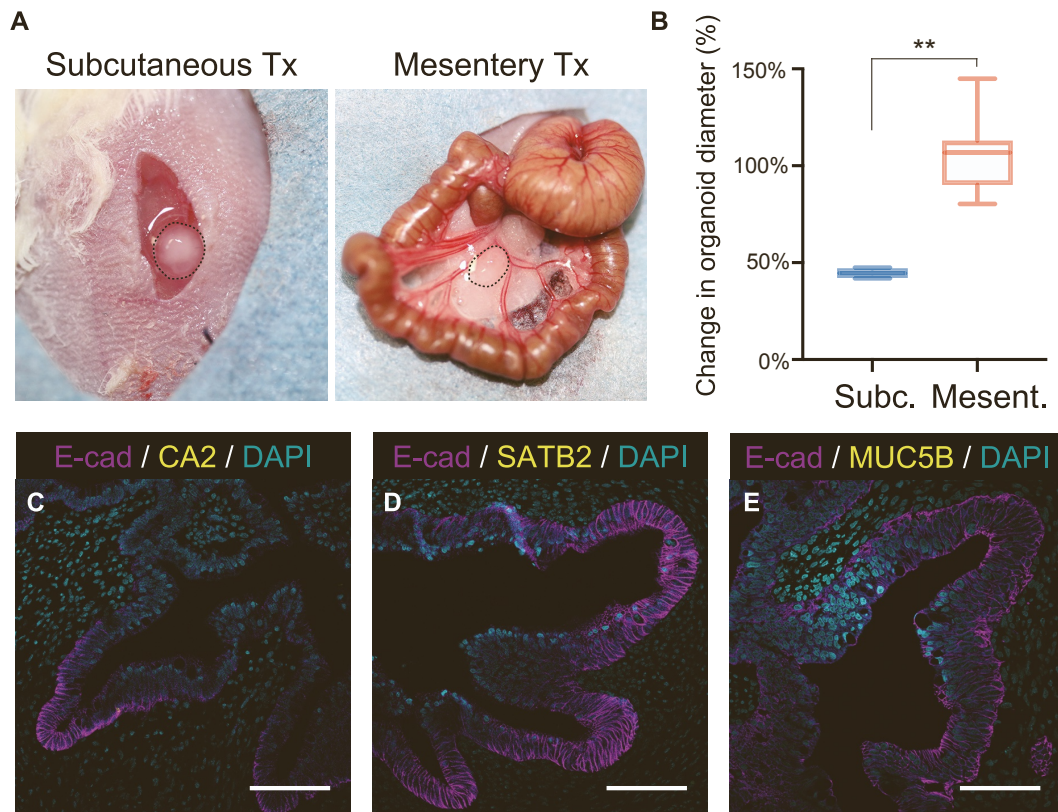 A
Subcutaneous Tx
Mesentery Tx
B
Change in organoid diameter (%)
**
150%
100%
50%
0%
Subc.
Mesent.
E-cad / CA2 / DAPI
C
E-cad / SATB2 / DAPI
D
E-cad / MUC5B / DAPI
E